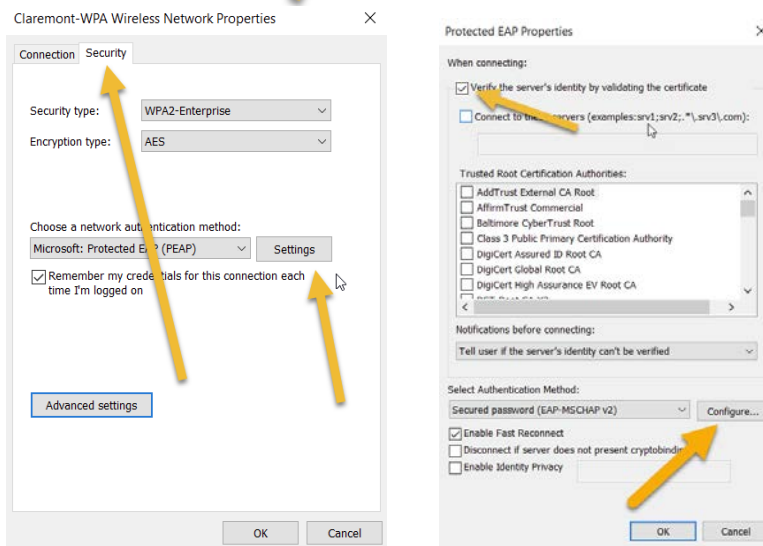 Claremont-WPA Wireless Network Properties
Connection Security
Security type: WPA2-Enterprise
Encryption type: AES
Choose a network authentication method:
Microsoft: Protected EAP (PEAP) Settings
Remember my credentials for this connection each
time I'm logged on
Advanced settings
OK Cancel
Protected EAP Properties
When connecting:
Verify the server's identity by validating the certificate
Connect to these servers (examples:srv1;srv2;.*\.srv3\.com):
Trusted Root Certification Authorities:
AddTrust External CA Root
AffirmTrust Commercial
Baltimore CyberTrust Root
Class 3 Public Primary Certification Authority
DigiCert Assured ID Root CA
DigiCert Global Root CA
DigiCert High Assurance EV Root CA
Notifications before connecting:
Tell user if the server's identity can't be verified
Select Authentication Method:
Secured password (EAP-MSCHAP v2) Configure...
Enable Fast Reconnect
Disconnect if server does not present
Enable Identity Privacy
OK Cancel